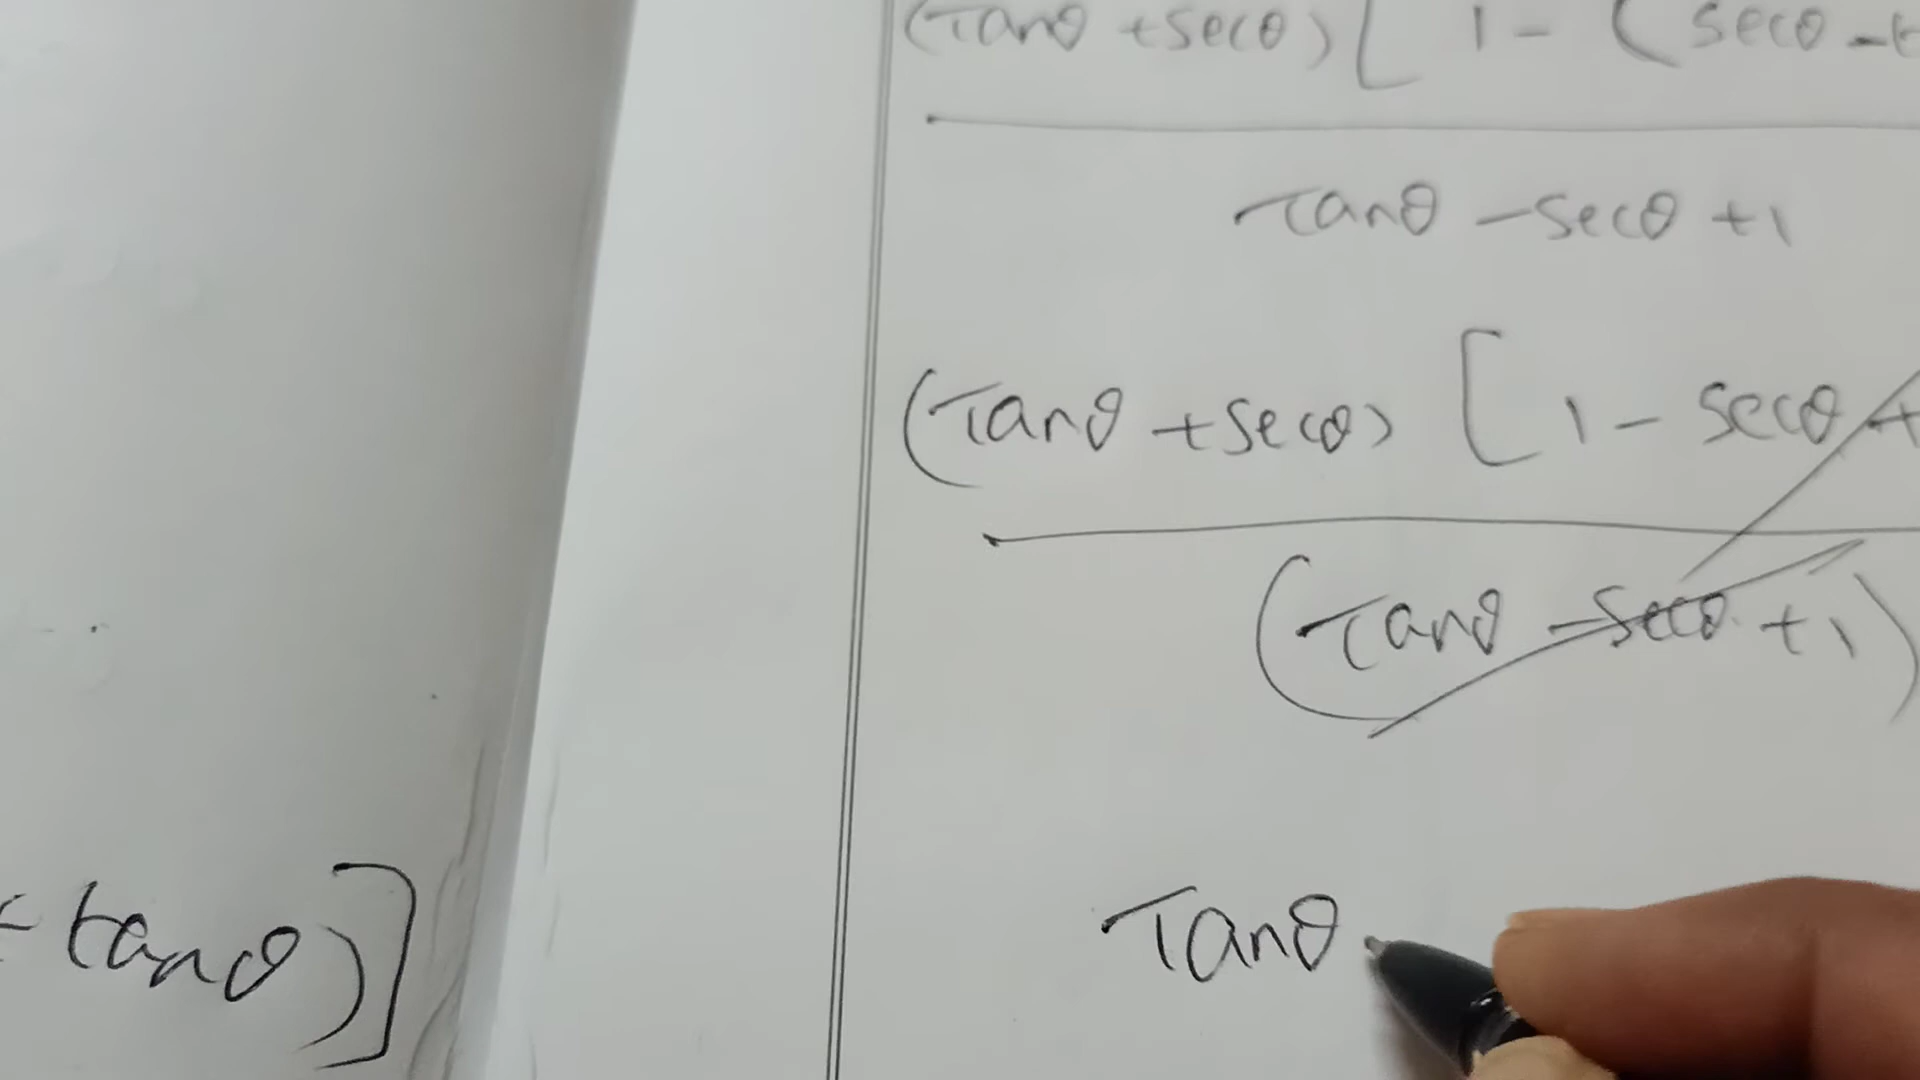 (Tanθ + secθ) [ 1 - ( secθ - t
Tanθ - secθ + 1
(Tanθ + secθ) [ 1 - secθ +
(Tanθ - secθ + 1)
tanθ)]
Tanθ